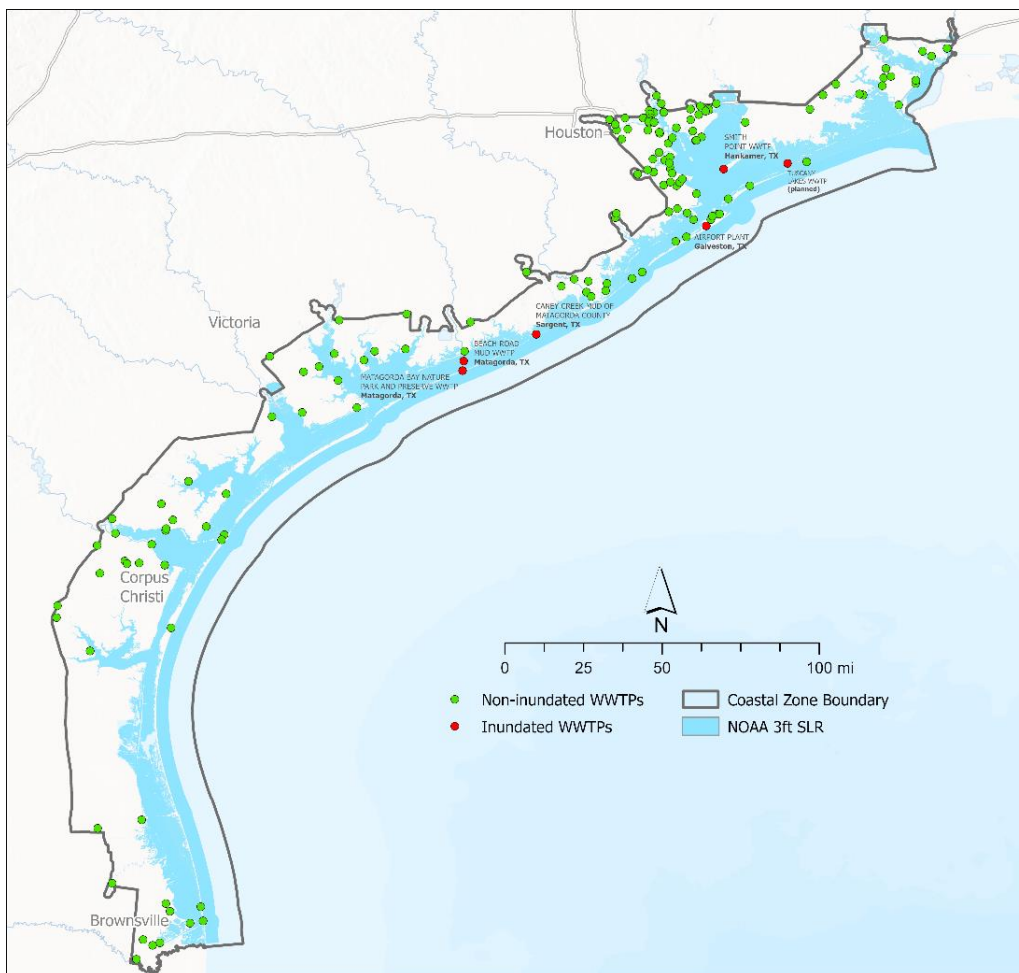 Houston
SMITH
POINT WWTP
Hankamer, TX
TUSCANY
LAKES WWTP
(planned)
AIRPORT PLANT
Galveston, TX
CANEY CREEK MUD OF
MATAGORDA COUNTY
Sargent, TX
Victoria
BEACH ROAD
MUD WWTP
Matagorda, TX
MATAGORDA BAY NATURE
PARK AND PRESERVE WWTP
Matagorda, TX
Corpus
Christi
N
0 25 50 100 mi
Non-inundated WWTPs
Coastal Zone Boundary
Inundated WWTPs
NOAA 3ft SLR
Brownsville